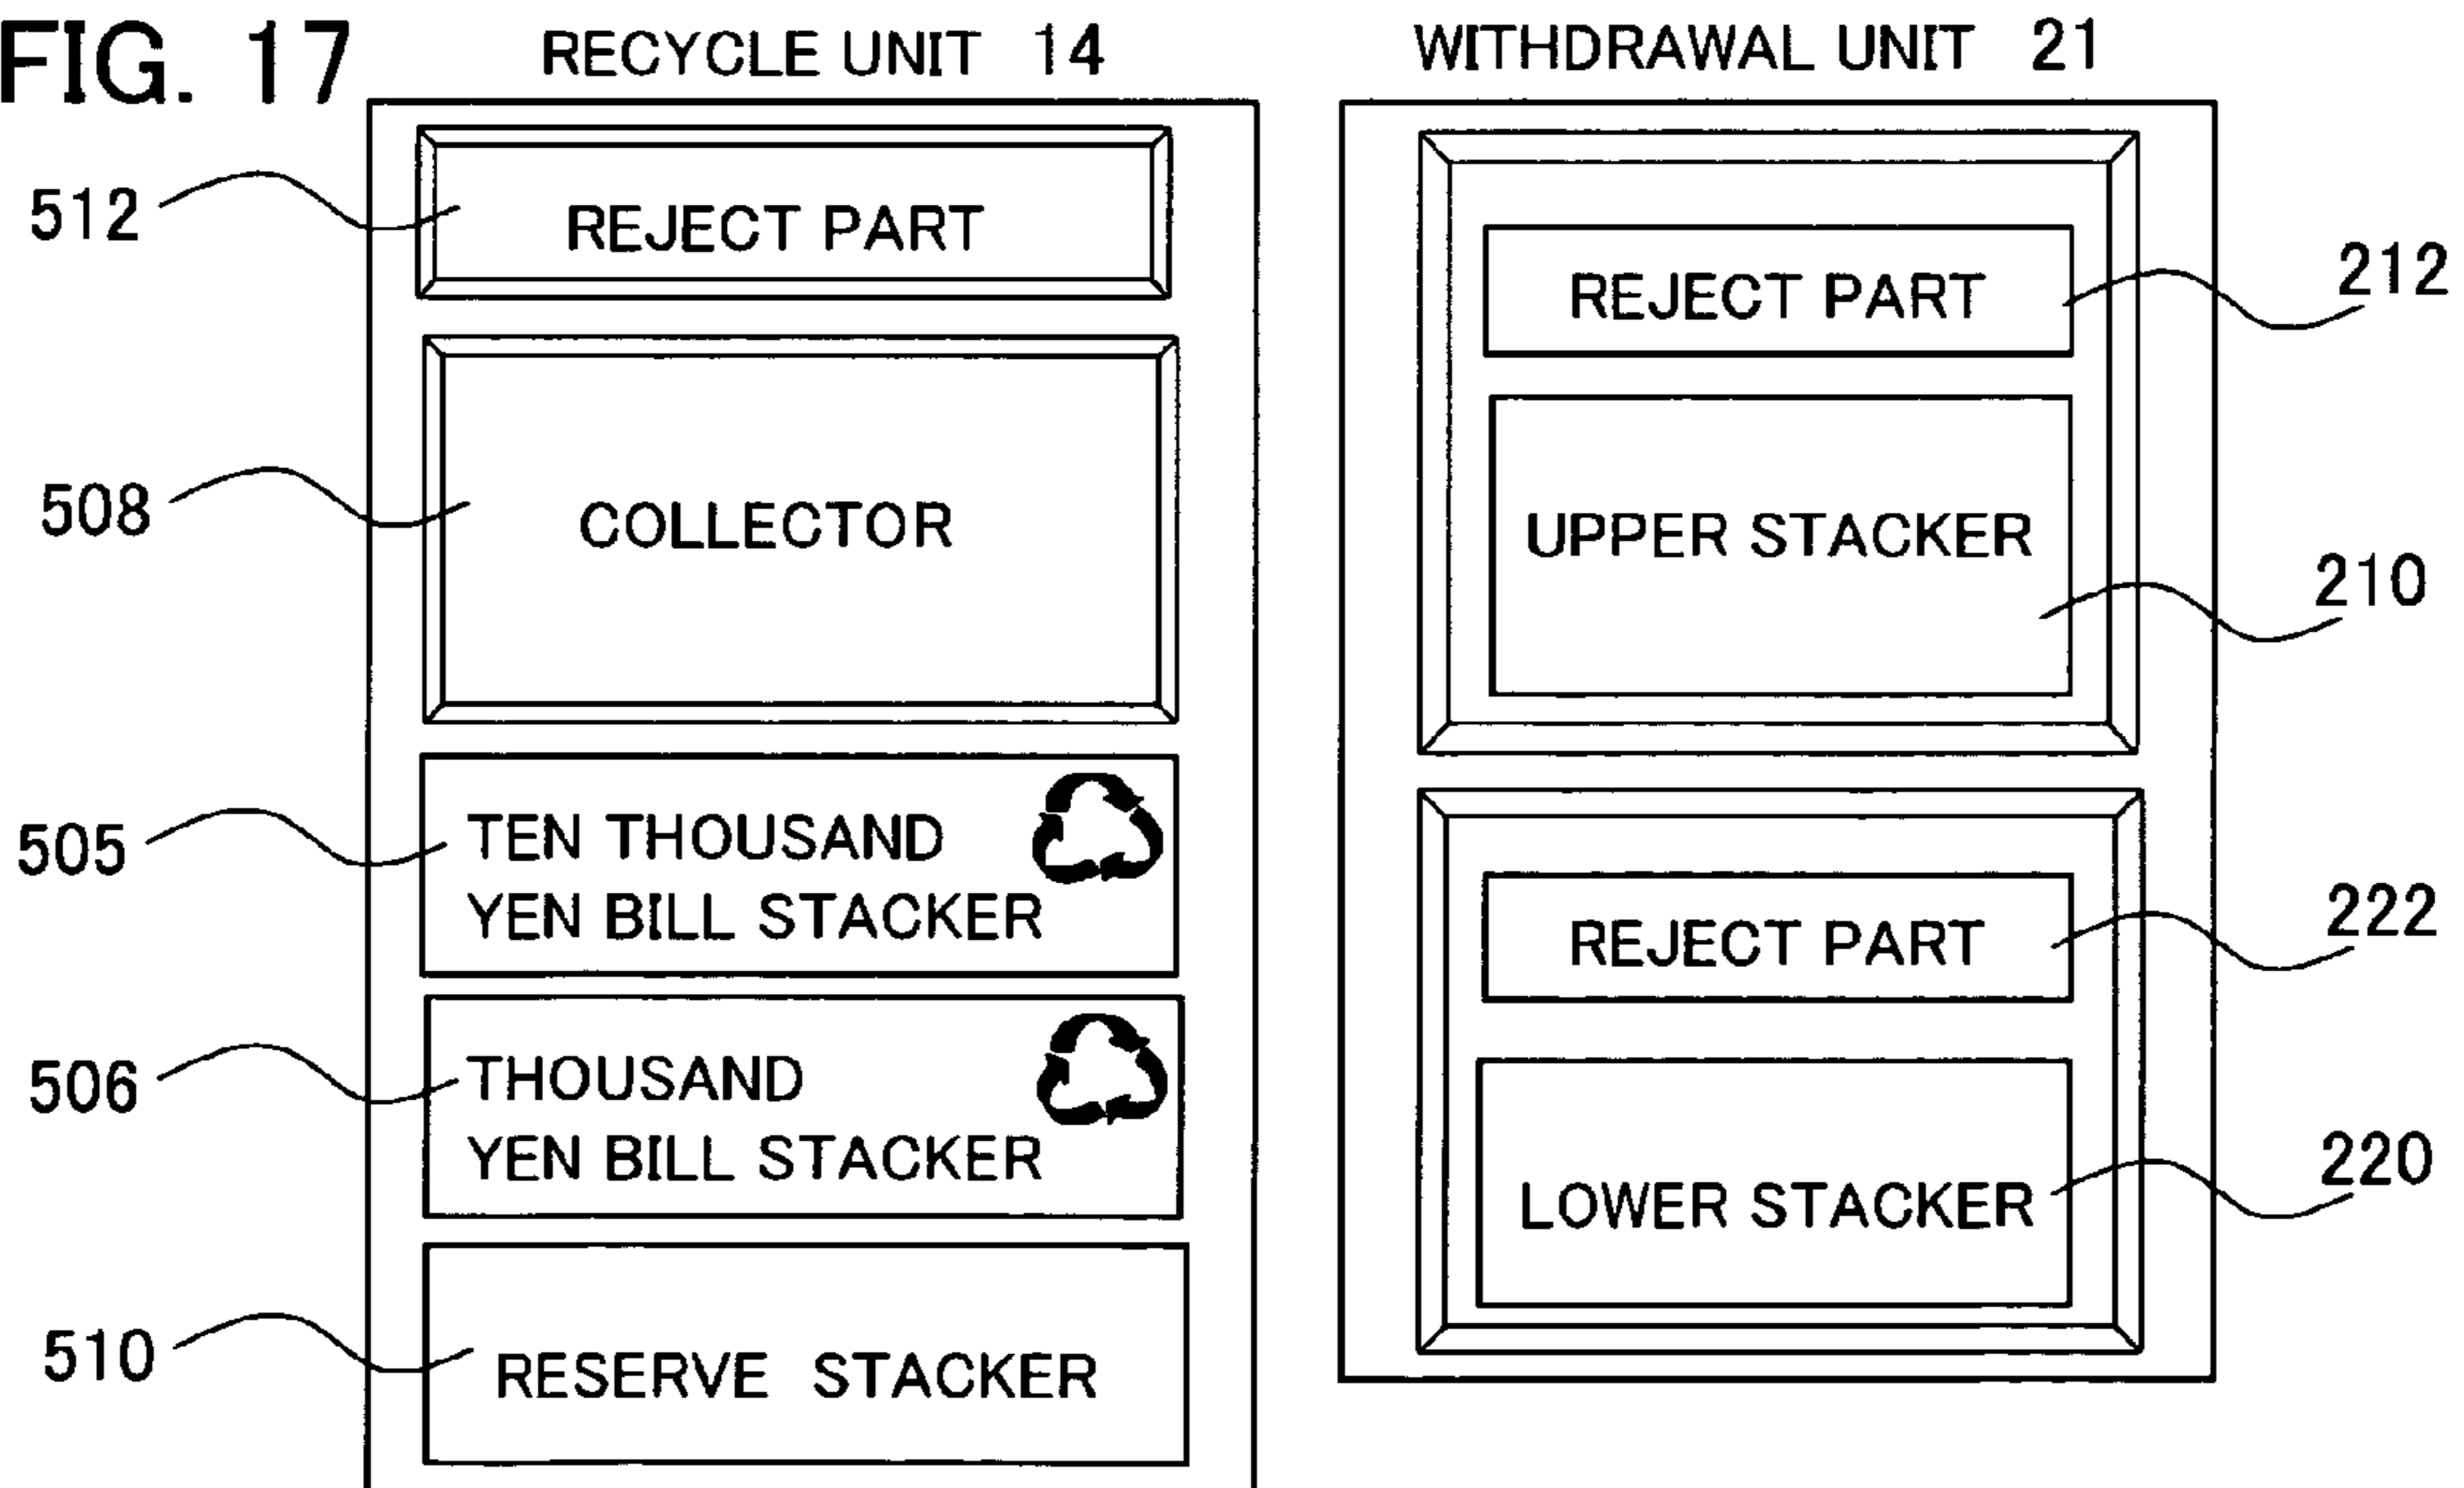 FIG. 17
RECYCLE UNIT 14
512
REJECT PART
508
COLLECTOR
505
TEN THOUSAND
YEN BILL STACKER
506
THOUSAND
YEN BILL STACKER
510
RESERVE STACKER
WITHDRAWAL UNIT 21
REJECT PART
212
UPPER STACKER
210
REJECT PART
222
LOWER STACKER
220